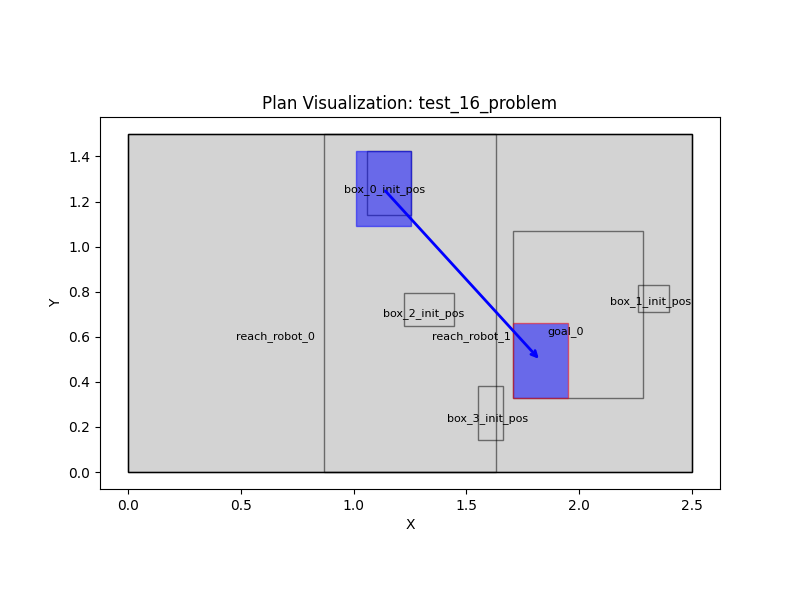 Plan Visualization: test_16_problem
1.4
1.2
1.0
0.8
0.6
0.4
0.2
0.0
Y
box_0_init_pos
box_1_init_pos
box_2_init_pos
goal_0
reach_robot_0
reach_robot_1
box_3_init_pos
0.0
0.5
1.0
1.5
2.0
2.5
X